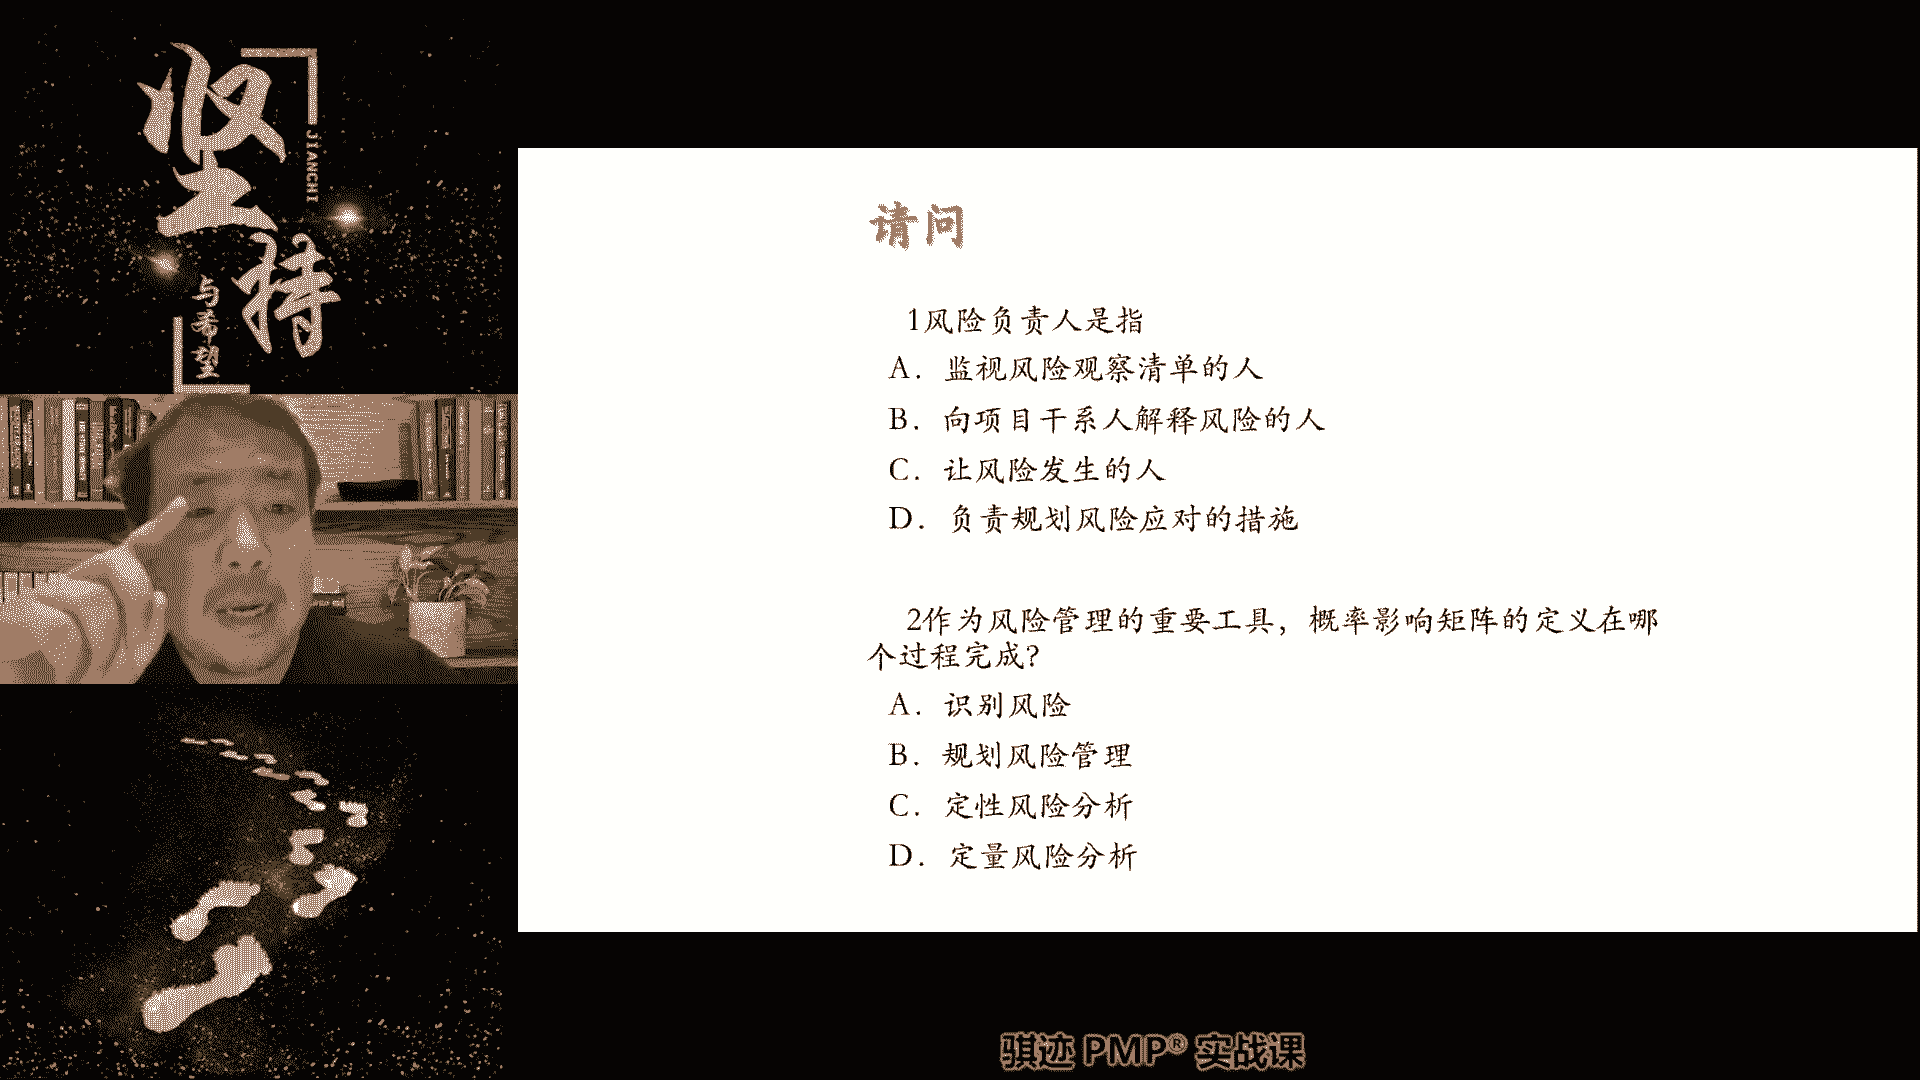 坚持
JIANCHI
与希望
请问
1风险负责人是指
A. 监视风险观察清单的人
B. 向项目干系人解释风险的人
C. 让风险发生的人
D. 负责规划风险应对的措施
2作为风险管理的重要工具，概率影响矩阵的定义在哪
个过程完成？
A. 识别风险
B. 规划风险管理
C. 定性风险分析
D. 定量风险分析
骐迹 PMP® 实战课